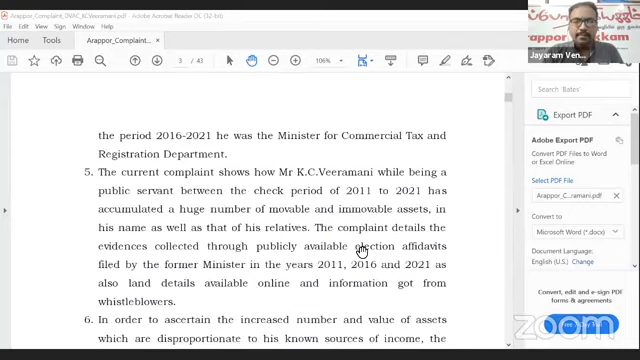 Arappor_Complaint_DVAC_KCVeeramani.pdf - Adobe Acrobat Reader DC (32-bit)
File Edit View Sign Window Help
Home Tools Arappor_Complaint... ×
3 / 43 106%
the period 2016-2021 he was the Minister for Commercial Tax and
Registration Department.
5. The current complaint shows how Mr K.C.Veeramani while being a
public servant between the check period of 2011 to 2021 has
accumulated a huge number of movable and immovable assets, in
his name as well as that of his relatives. The complaint details the
evidences collected through publicly available election affidavits
filed by the former Minister in the years 2011, 2016 and 2021 as
also land details available online and information got from
whistleblowers.
6. In order to ascertain the increased number and value of assets
which are disproportionate to his known sources of income, the
Jayaram Ven...
Search 'Bates'
Export PDF
Adobe Export PDF
Convert PDF Files to Word
or Excel Online
Select PDF File
Arappor_C...ramani.pdf ×
Convert to
Microsoft Word (*.docx)
Document Language:
English (U.S.) Change
Convert, edit and e-sign PDF
forms & agreements
Free 7-Day Trial
zoom